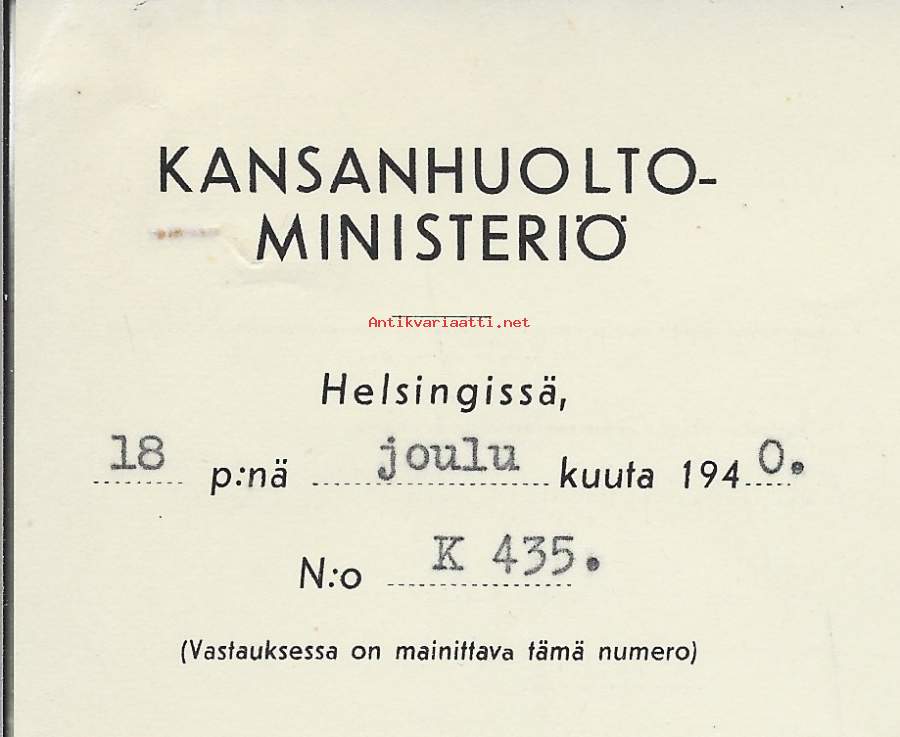 KANSANHUOLTO-
MINISTERIÖ
Antikvariaatti.net
Helsingissä,
18 p:nä joulu kuuta 1940.
N:o K 435.
(Vastauksessa on mainittava tämä numero)